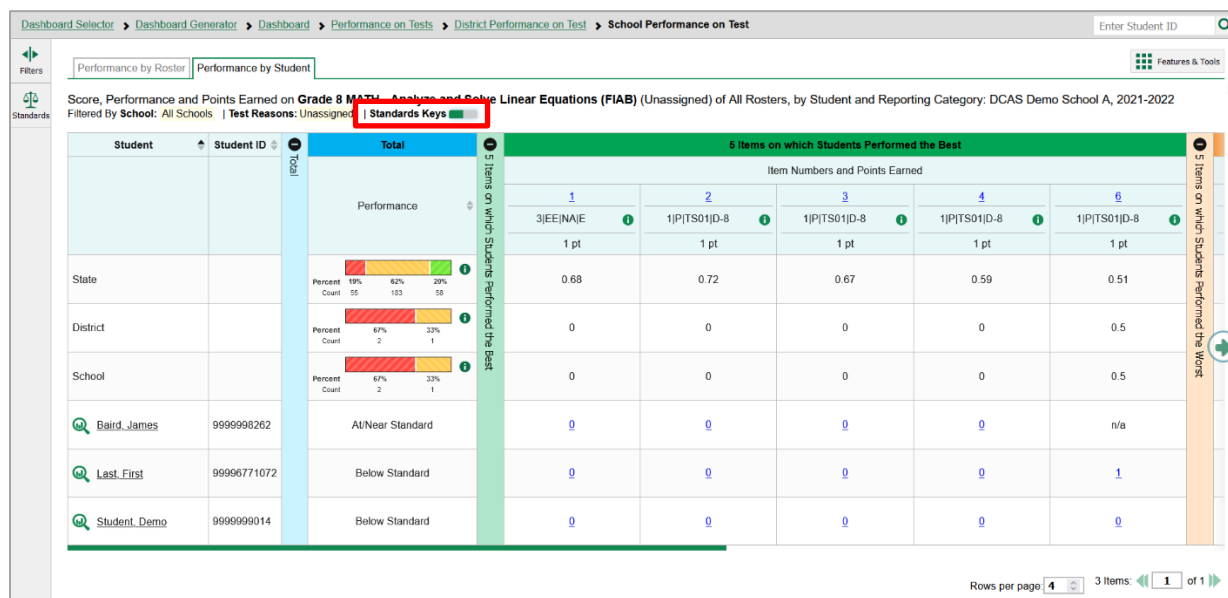 Dashboard Selector > Dashboard Generator > Dashboard > Performance on Tests > District Performance on Test > School Performance on Test
Enter Student ID
Filters
Standards
Performance by Roster Performance by Student
Features & Tools
Score, Performance and Points Earned on Grade 8 MATH - Analyze and Solve Linear Equations (FIAB) (Unassigned) of All Rosters, by Student and Reporting Category: DCAS Demo School A, 2021-2022
Filtered By School: All Schools | Test Reasons: Unassigned | Standards Keys
Student Student ID Total Total 5 Items on which Students Performed the Best 5 Items on which Students Performed the Best 5 Items on which Students Performed the Worst
Item Numbers and Points Earned
Performance
1 2 3 4 6
3|EE|NA|E 1|P|TS01|D-8 1|P|TS01|D-8 1|P|TS01|D-8 1|P|TS01|D-8
1 pt 1 pt 1 pt 1 pt 1 pt
State 0.68 0.72 0.67 0.59 0.51
Percent 19% 62% 20%
Count 55 183 58
District 0 0 0 0 0.5
Percent 67% 33%
Count 2 1
School 0 0 0 0 0.5
Percent 67% 33%
Count 2 1
Baird, James 9999998262 At/Near Standard 0 0 0 0 n/a
Last, First 99996771072 Below Standard 0 0 0 0 1
Student, Demo 9999999014 Below Standard 0 0 0 0 0
Rows per page: 4 3 Items: 1 of 1